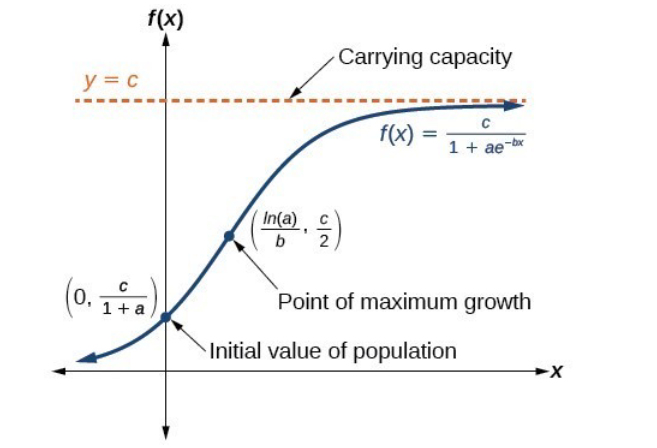 f(x)
Carrying capacity
y = c
f(x) = c / (1 + ae^(-bx))
(ln(a)/b, c/2)
(0, c/(1 + a))
Point of maximum growth
Initial value of population
x